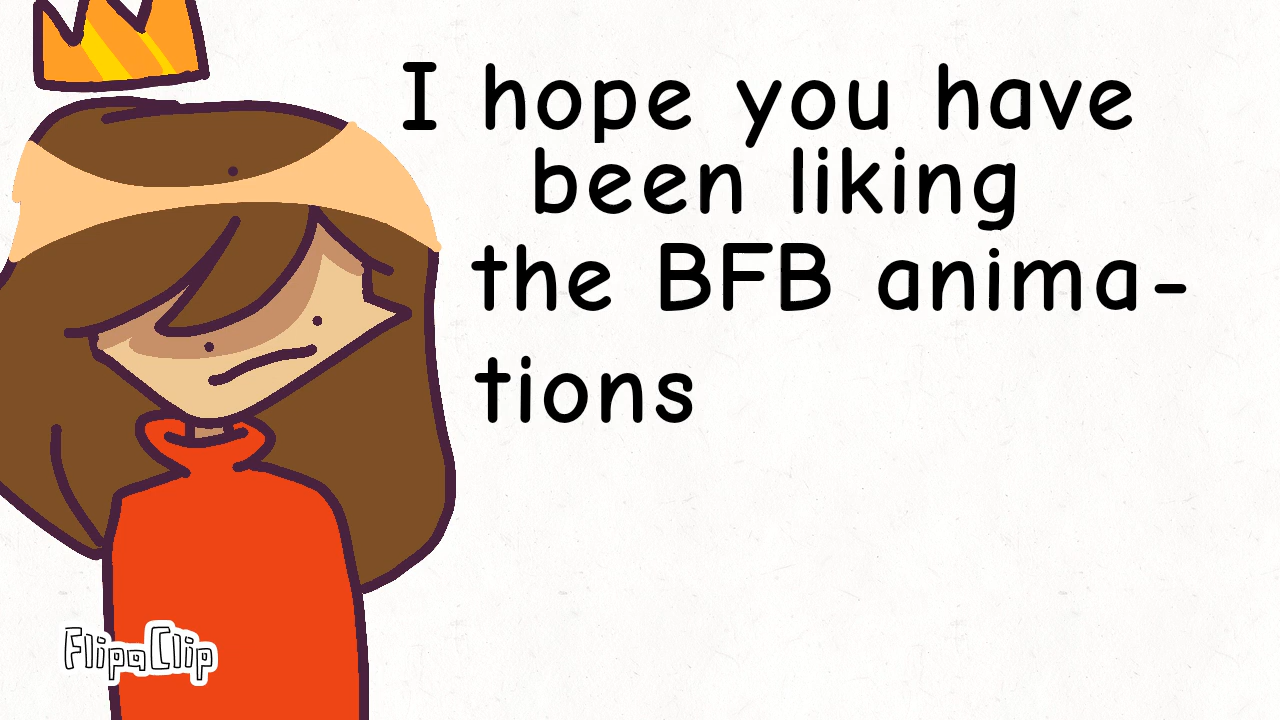 I hope you have
been liking
the BFB anima-
tions
FlipaClip